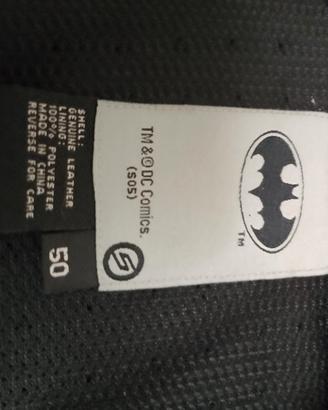 TM
TM & © DC Comics.
(S05)
SHELL:
GENUINE LEATHER
LINING:
100% POLYESTER
MADE IN CHINA
REVERSE FOR CARE
50